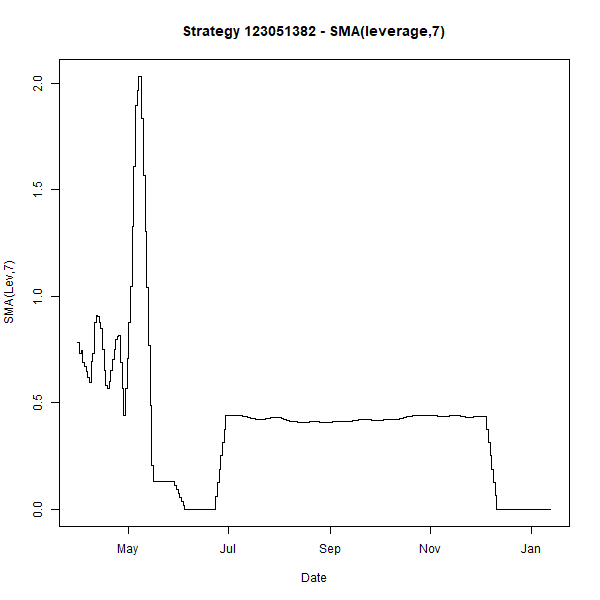 Strategy 123051382 - SMA(leverage,7)
SMA(Lev,7)
2.0
1.5
1.0
0.5
0.0
May Jul Sep Nov Jan
Date